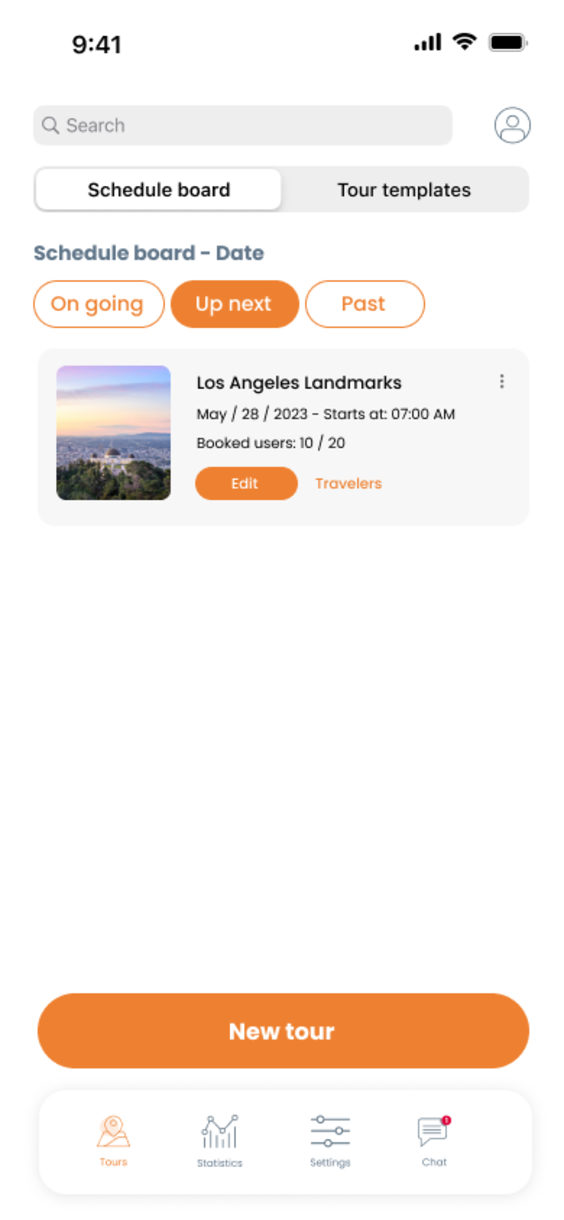 9:41
Search
Schedule board
Tour templates
Schedule board - Date
On going
Up next
Past
Los Angeles Landmarks
May / 28 / 2023 - Starts at: 07:00 AM
Booked users: 10 / 20
Edit
Travelers
New tour
1
Tours
Statistics
Settings
Chat